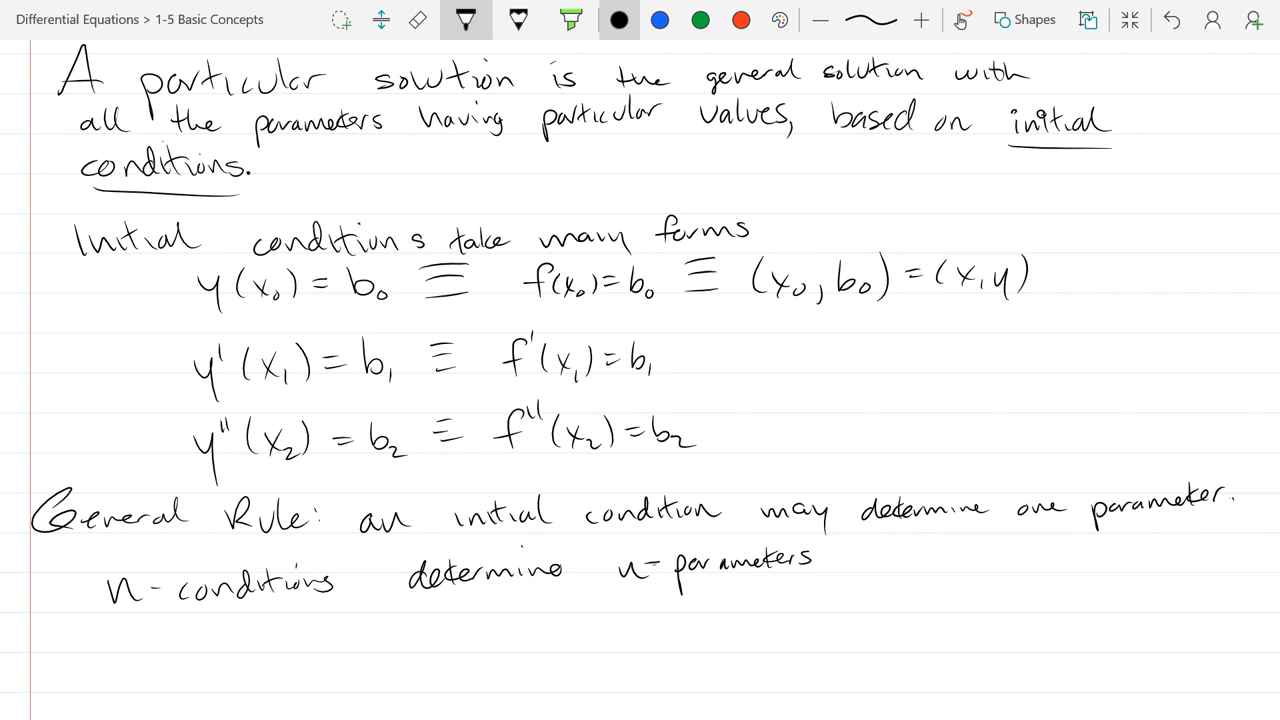 Differential Equations > 1-5 Basic Concepts
Shapes
A particular solution is the general solution with
all the parameters having particular values, based on initial
conditions.
Initial conditions take many forms
y(x₀) = b₀ ≡ f(x₀) = b₀ ≡ (x₀, b₀) = (x, y)
y'(x₁) = b₁ ≡ f'(x₁) = b₁
y''(x₂) = b₂ ≡ f''(x₂) = b₂
General Rule: an initial condition may determine one parameter.
n-conditions determine n-parameters